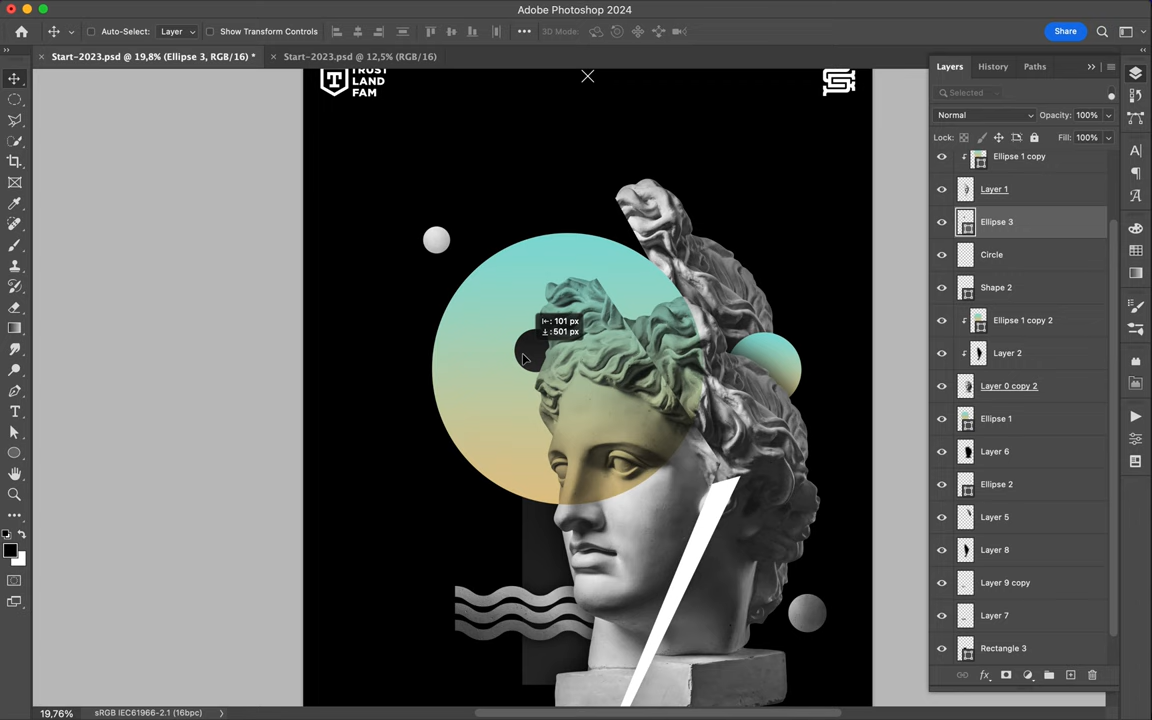 Adobe Photoshop 2024
Auto-Select:
Layer
Show Transform Controls
3D Mode:
Share
Start-2023.psd @ 19,8% (Ellipse 3, RGB/16) *
Start-2023.psd @ 12,5% (RGB/16)
TRUST
LAND
FAM
Layers
History
Paths
Selected
Normal
Opacity:
100%
Lock:
Fill:
100%
Ellipse 1 copy
Layer 1
Ellipse 3
Circle
Shape 2
Ellipse 1 copy 2
Layer 2
Layer 0 copy 2
Ellipse 1
Layer 6
Ellipse 2
Layer 5
Layer 8
Layer 9 copy
Layer 7
Rectangle 3
: 101 px
: 501 px
fx
19,76%
sRGB IEC61966-2.1 (16bpc)